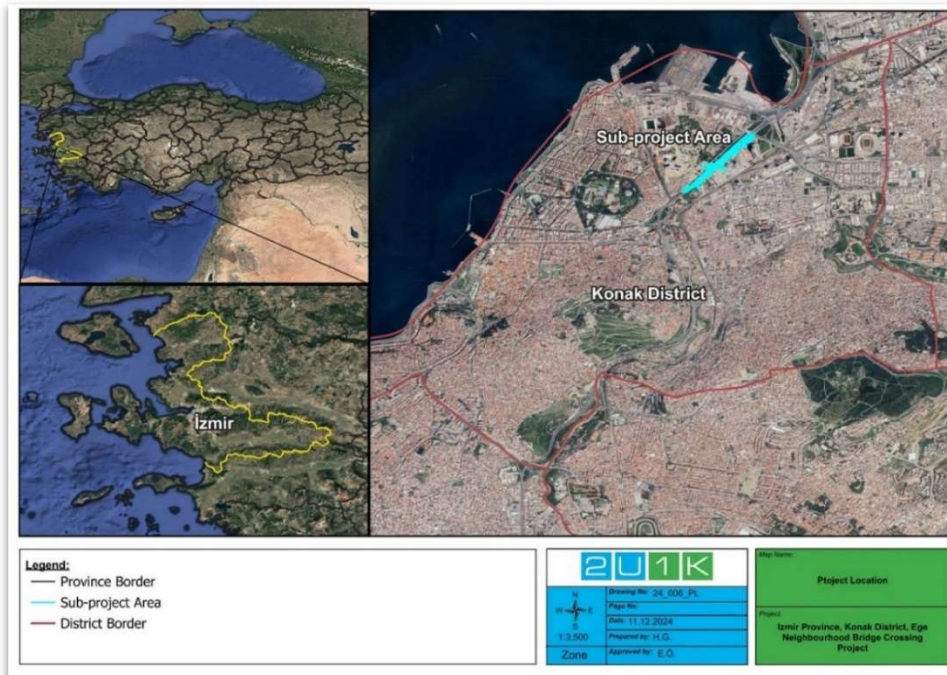 Sub-project Area
Konak District
İzmir
Legend:
Province Border
Sub-project Area
District Border
2U1K
N
W E
S
1:3,500
Zone
Drawing No: 24_006_PL
Page No:
Date: 11.12.2024
Prepared by: H.G.
Approved by: E.Ö.
Map Name:
Ptoject Location
Project:
Izmir Province, Konak District, Ege
Neighbourhood Bridge Crossing
Project